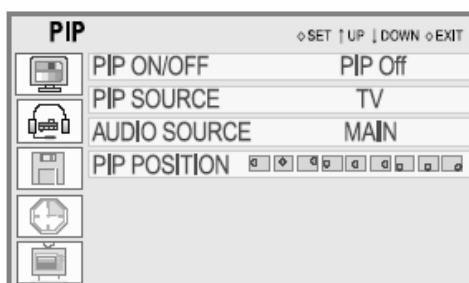 PIP ◇SET ↑UP ↓DOWN ◇EXIT
PIP ON/OFF PIP Off
PIP SOURCE TV
AUDIO SOURCE MAIN
PIP POSITION